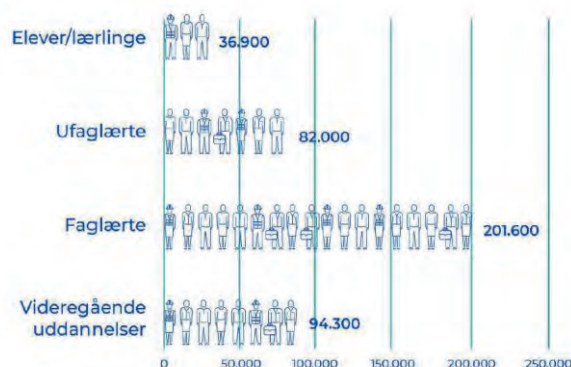 Elever/lærlinge
36.900
Ufaglærte
82.000
Faglærte
201.600
Videregående
uddannelser
94.300
0 50.000 100.000 150.000 200.000 250.000